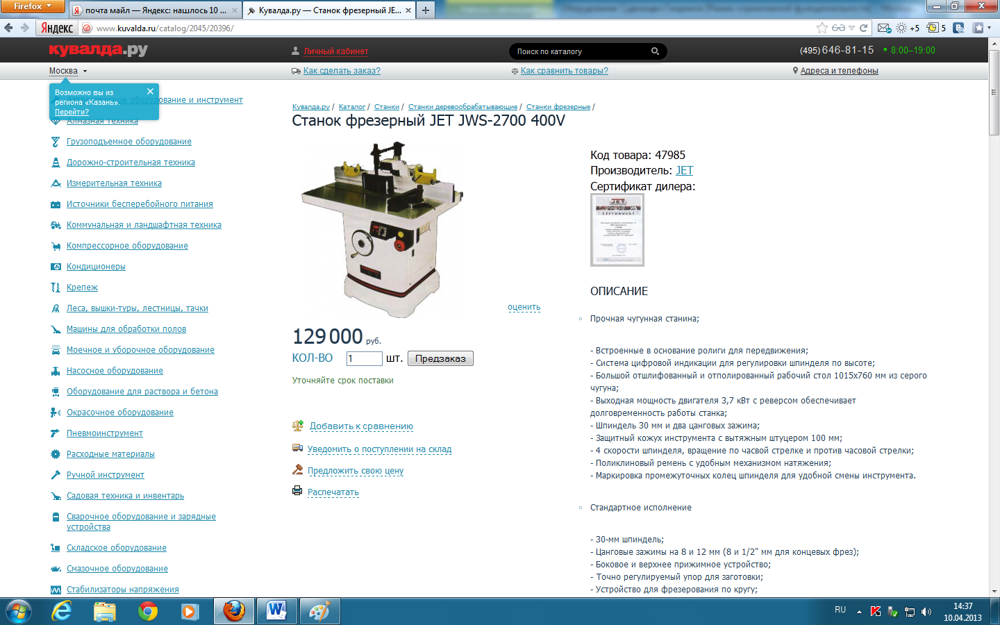 Firefox
почта майл — Яндекс: нашлось 10 ...
Кувалда.ру — Станок фрезерный JE...
Яндекс
www.kuvalda.ru/catalog/2045/20396/
+5
5
кувалда.ру
Личный кабинет
Поиск по каталогу
(495) 646-81-15
8:00–19:00
Москва
Как сделать заказ?
Как сравнить товары?
Адреса и телефоны
Возможно вы из
региона «Казань».
Перейти?
оборудование и инструмент
Алмазная техника
Грузоподъемное оборудование
Дорожно-строительная техника
Измерительная техника
Источники бесперебойного питания
Коммунальная и ландшафтная техника
Компрессорное оборудование
Кондиционеры
Крепеж
Леса, вышки-туры, лестницы, тачки
Машины для обработки полов
Моечное и уборочное оборудование
Насосное оборудование
Оборудование для раствора и бетона
Окрасочное оборудование
Пневмоинструмент
Расходные материалы
Ручной инструмент
Садовая техника и инвентарь
Сварочное оборудование и зарядные
устройства
Складское оборудование
Смазочное оборудование
Стабилизаторы напряжения
Кувалда.ру / Каталог / Станки / Станки деревообрабатывающие / Станки фрезерные /
Станок фрезерный JET JWS-2700 400V
оценить
129 000 руб.
КОЛ-ВО 1 шт. Предзаказ
Уточняйте срок поставки
Добавить к сравнению
Уведомить о поступлении на склад
Предложить свою цену
Распечатать
Код товара: 47985
Производитель: JET
Сертификат дилера:
JET
СЕРТИФИКАТ
ОПИСАНИЕ
Прочная чугунная станина;
- Встроенные в основание ролиги для передвижения;
- Система цифровой индикации для регулировки шпинделя по высоте;
- Большой отшлифованный и отполированный рабочий стол 1015x760 мм из серого
чугуна;
- Выходная мощность двигателя 3,7 кВт с реверсом обеспечивает
долговременность работы станка;
- Шпиндель 30 мм и два цанговых зажима;
- Защитный кожух инструмента с вытяжным штуцером 100 мм;
- 4 скорости шпинделя, вращение по часвой стрелке и против часовой стрелки;
- Поликлиновый ремень с удобным механизмом натяжения;
- Маркировка промежуточных колец шпинделя для удобной смены инструмента.
Стандартное исполнение
- 30-мм шпиндель;
- Цанговые зажимы на 8 и 12 мм (8 и 1/2" мм для концевых фрез);
- Боковое и верхнее прижимное устройство;
- Точно регулируемый упор для заготовки;
- Устройство для фрезерования по кругу;
RU
14:37
10.04.2013